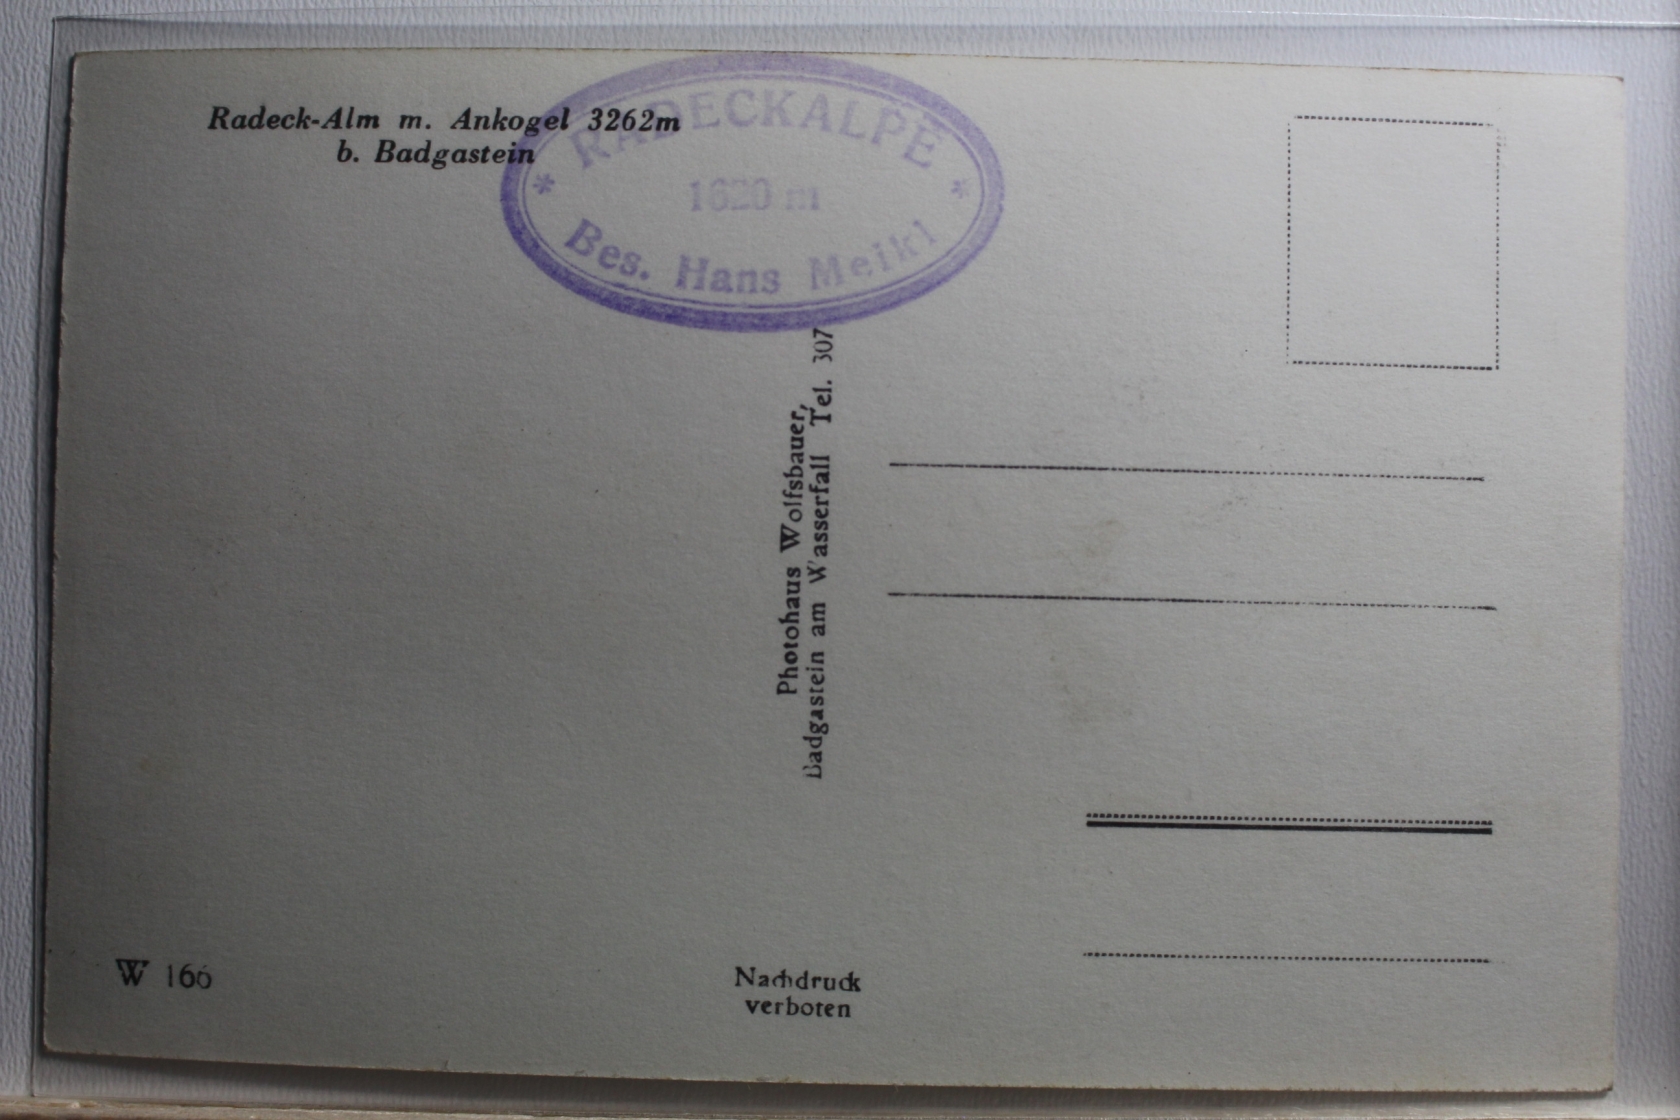 Radeck-Alm m. Ankogel 3262m
b. Badgastein
RADECKALPE
1620 m
Bes. Hans Meikl
Photohaus Wolfsbauer,
Badgastein am Wasserfall Tel. 307
W 166
Nachdruck
verboten